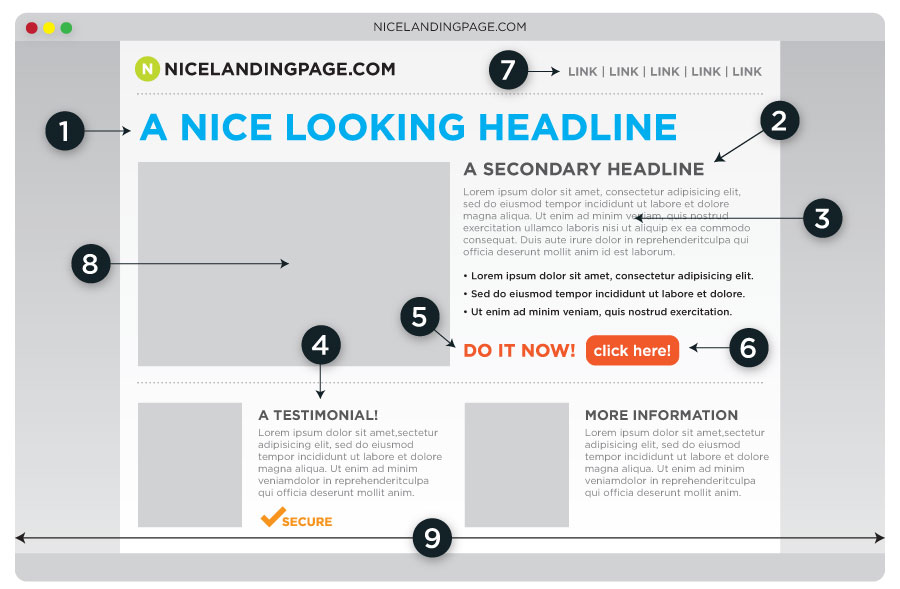 NICELANDINGPAGE.COM
N NICELANDINGPAGE.COM
7
LINK | LINK | LINK | LINK | LINK
1
A NICE LOOKING HEADLINE
2
A SECONDARY HEADLINE
Lorem ipsum dolor sit amet, consectetur adipisicing elit,
sed do eiusmod tempor incididunt ut labore et dolore
magna aliqua. Ut enim ad minim veniam, quis nostrud
exercitation ullamco laboris nisi ut aliquip ex ea commodo
consequat. Duis aute irure dolor in reprehenderitculpa qui
officia deserunt mollit anim id est laborum.
3
8
• Lorem ipsum dolor sit amet, consectetur adipisicing elit.
• Sed do eiusmod tempor incididunt ut labore et dolore.
• Ut enim ad minim veniam, quis nostrud exercitation.
5
DO IT NOW! click here!
6
4
A TESTIMONIAL!
Lorem ipsum dolor sit amet,sectetur
adipisicing elit, sed do eiusmod
tempor incididunt ut labore et dolore
magna aliqua. Ut enim ad minim
veniamdolor in reprehenderitculpa
qui officia deserunt mollit anim.
SECURE
MORE INFORMATION
Lorem ipsum dolor sit amet,sectetur
adipisicing elit, sed do eiusmod
tempor incididunt ut labore et dolore
magna aliqua. Ut enim ad minim
veniamdolor in reprehenderitculpa
qui officia deserunt mollit anim.
9